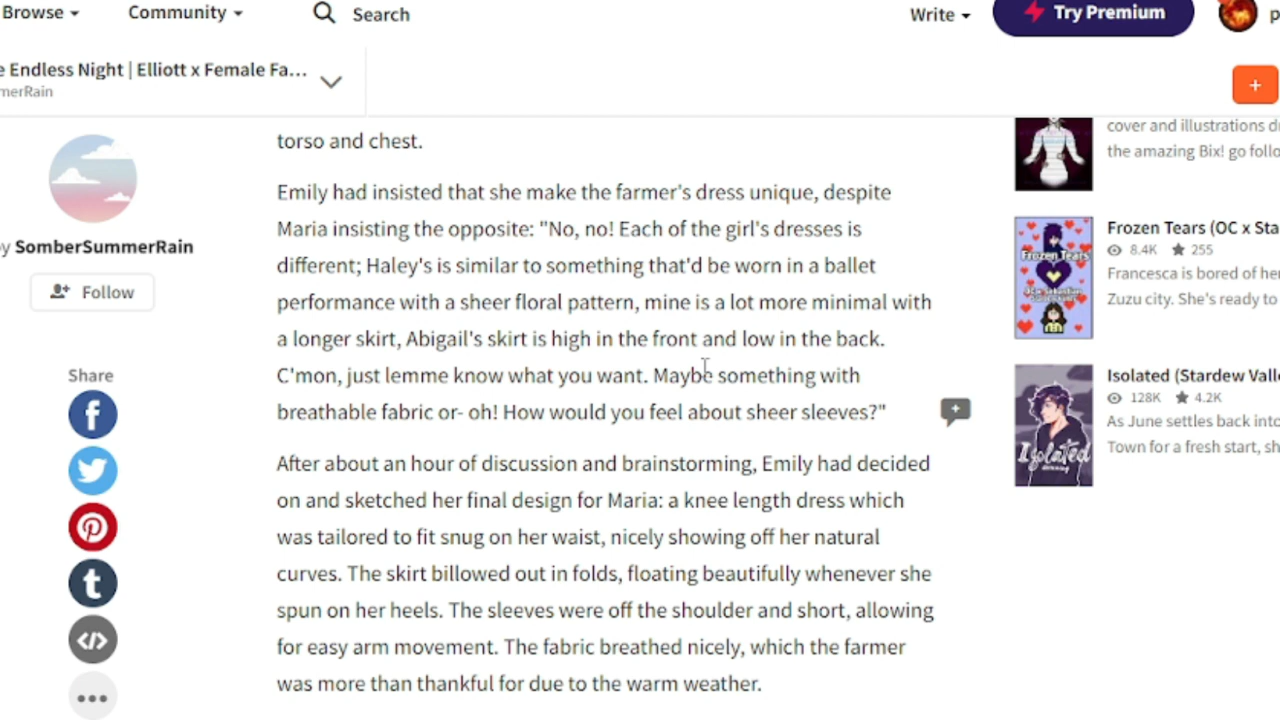 Browse
Community
Search
Write
Try Premium
p
e Endless Night | Elliott x Female Fa...
merRain
+
torso and chest.
Emily had insisted that she make the farmer's dress unique, despite
Maria insisting the opposite: "No, no! Each of the girl's dresses is
different; Haley's is similar to something that'd be worn in a ballet
performance with a sheer floral pattern, mine is a lot more minimal with
a longer skirt, Abigail's skirt is high in the front and low in the back.
C'mon, just lemme know what you want. Maybe something with
breathable fabric or- oh! How would you feel about sheer sleeves?"
After about an hour of discussion and brainstorming, Emily had decided
on and sketched her final design for Maria: a knee length dress which
was tailored to fit snug on her waist, nicely showing off her natural
curves. The skirt billowed out in folds, floating beautifully whenever she
spun on her heels. The sleeves were off the shoulder and short, allowing
for easy arm movement. The fabric breathed nicely, which the farmer
was more than thankful for due to the warm weather.
y SomberSummerRain
Follow
Share
cover and illustrations d
the amazing Bix! go follo
Frozen Tears
Frozen Tears (OC x Sta
8.4K 255
Francesca is bored of he
Zuzu city. She's ready to
Isolated
Isolated (Stardew Valle
128K 4.2K
As June settles back into
Town for a fresh start, sh